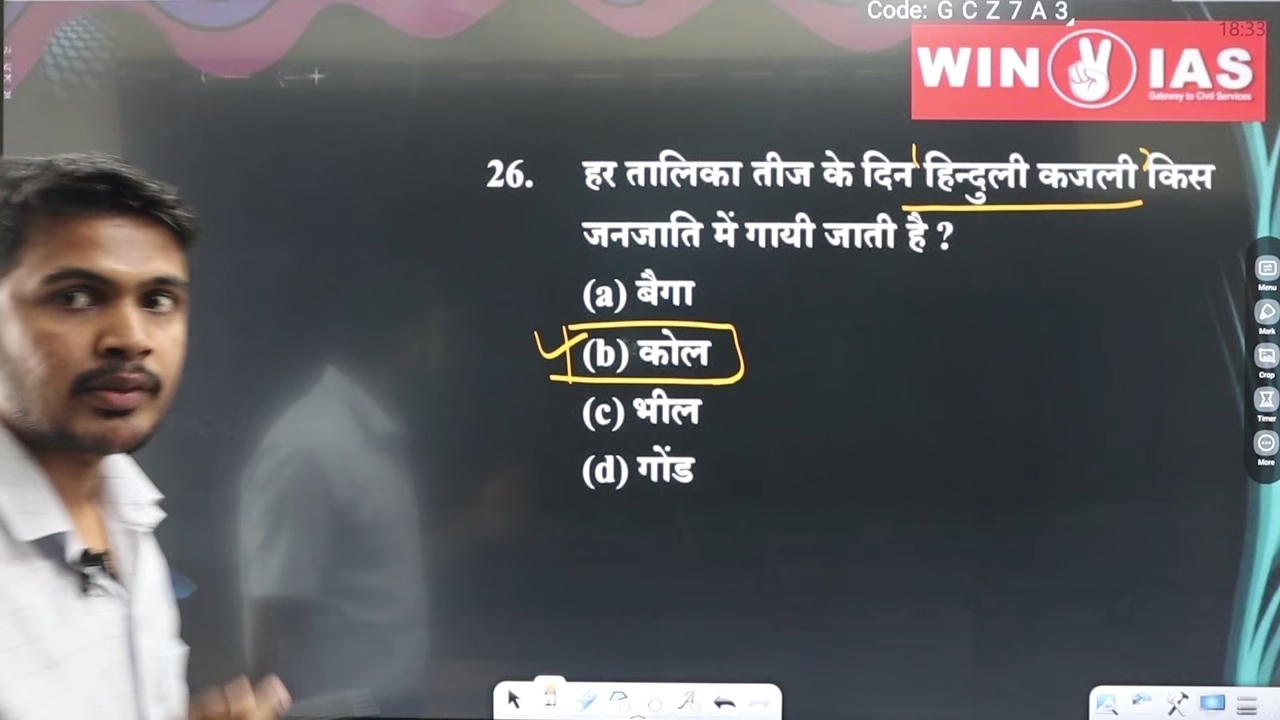 Code: G C Z 7 A 3
18:33
WIN IAS
Gateway to Civil Services
26. हर तालिका तीज के दिन हिन्दुली कजली किस
जनजाति में गायी जाती है ?
(a) बैगा
(b) कोल
(c) भील
(d) गोंड
Menu
Mark
Crop
Timer
More